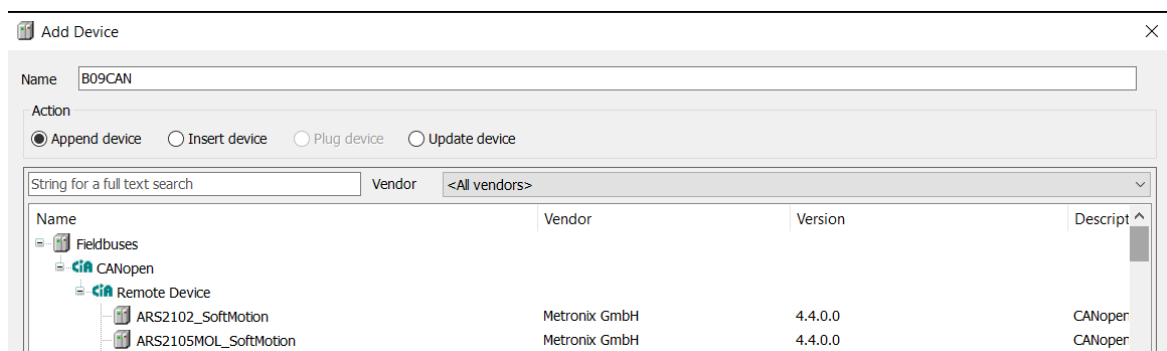 Add Device
Name B09CAN
Action
Append device Insert device Plug device Update device
String for a full text search Vendor <All vendors>
Name Vendor Version Descript
Fieldbuses
CiA CANopen
CiA Remote Device
ARS2102_SoftMotion Metronix GmbH 4.4.0.0 CANopen
ARS2105MOL_SoftMotion Metronix GmbH 4.4.0.0 CANopen